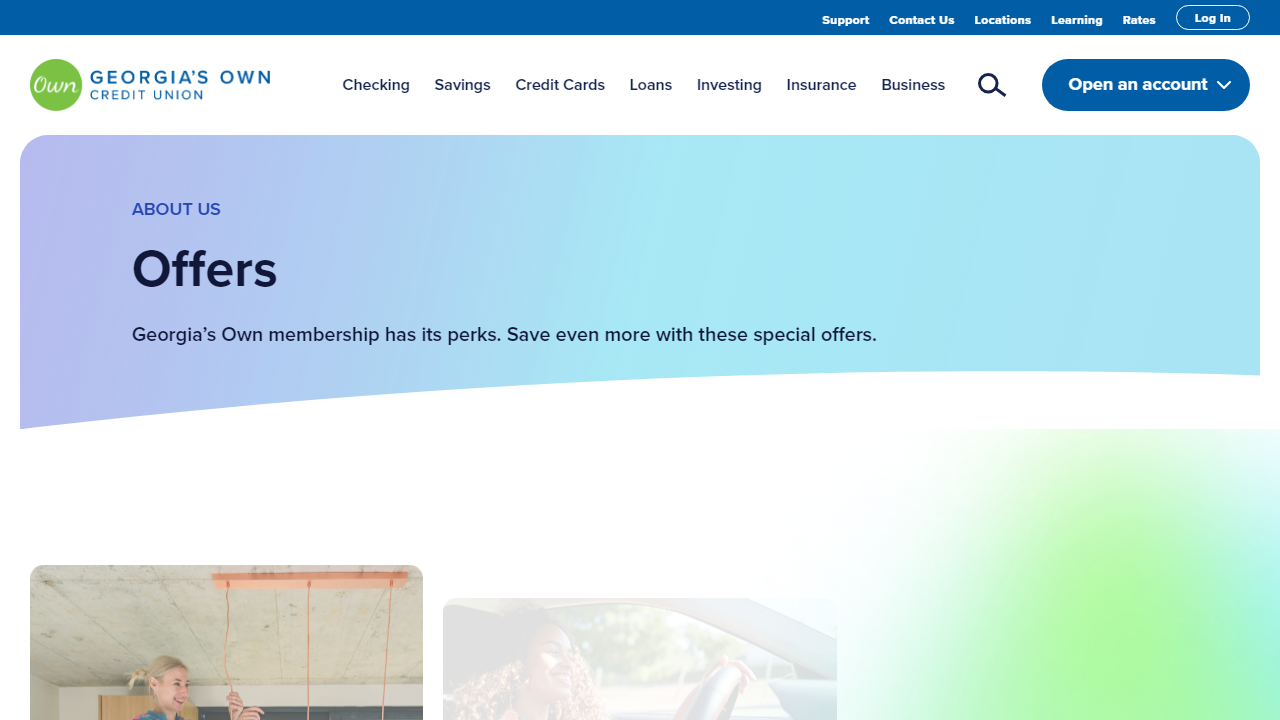 Support Contact Us Locations Learning Rates Log In
Own GEORGIA'S OWN
CREDIT UNION
Checking Savings Credit Cards Loans Investing Insurance Business Open an account
ABOUT US
Offers
Georgia’s Own membership has its perks. Save even more with these special offers.